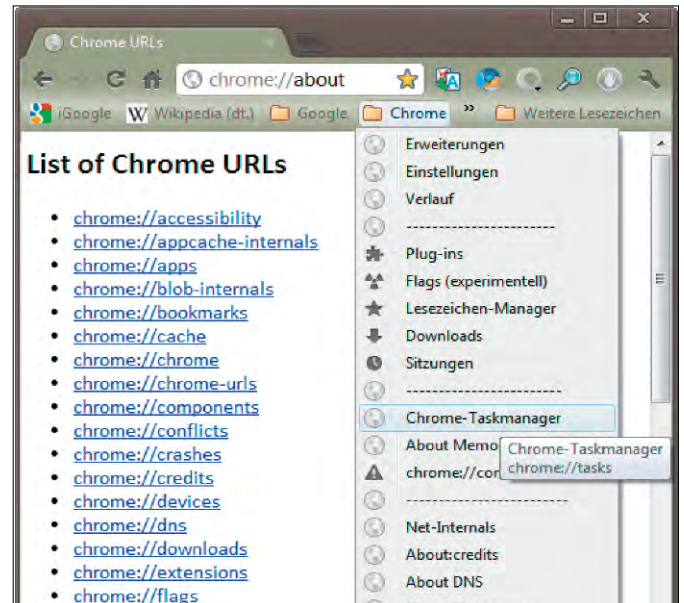 Chrome URLs
chrome://about
iGoogle Wikipedia (dt.) Google Chrome » Weitere Lesezeichen
List of Chrome URLs
chrome://accessibility
chrome://appcache-internals
chrome://apps
chrome://blob-internals
chrome://bookmarks
chrome://cache
chrome://chrome
chrome://chrome-urls
chrome://components
chrome://conflicts
chrome://crashes
chrome://credits
chrome://devices
chrome://dns
chrome://downloads
chrome://extensions
chrome://flags
Erweiterungen
Einstellungen
Verlauf
-----------------------
Plug-ins
Flags (experimentell)
Lesezeichen-Manager
Downloads
Sitzungen
------------------------
Chrome-Taskmanager
About Memo
chrome://con
Chrome-Taskmanager
chrome://tasks
-------------------------
Net-Internals
About:credits
About DNS